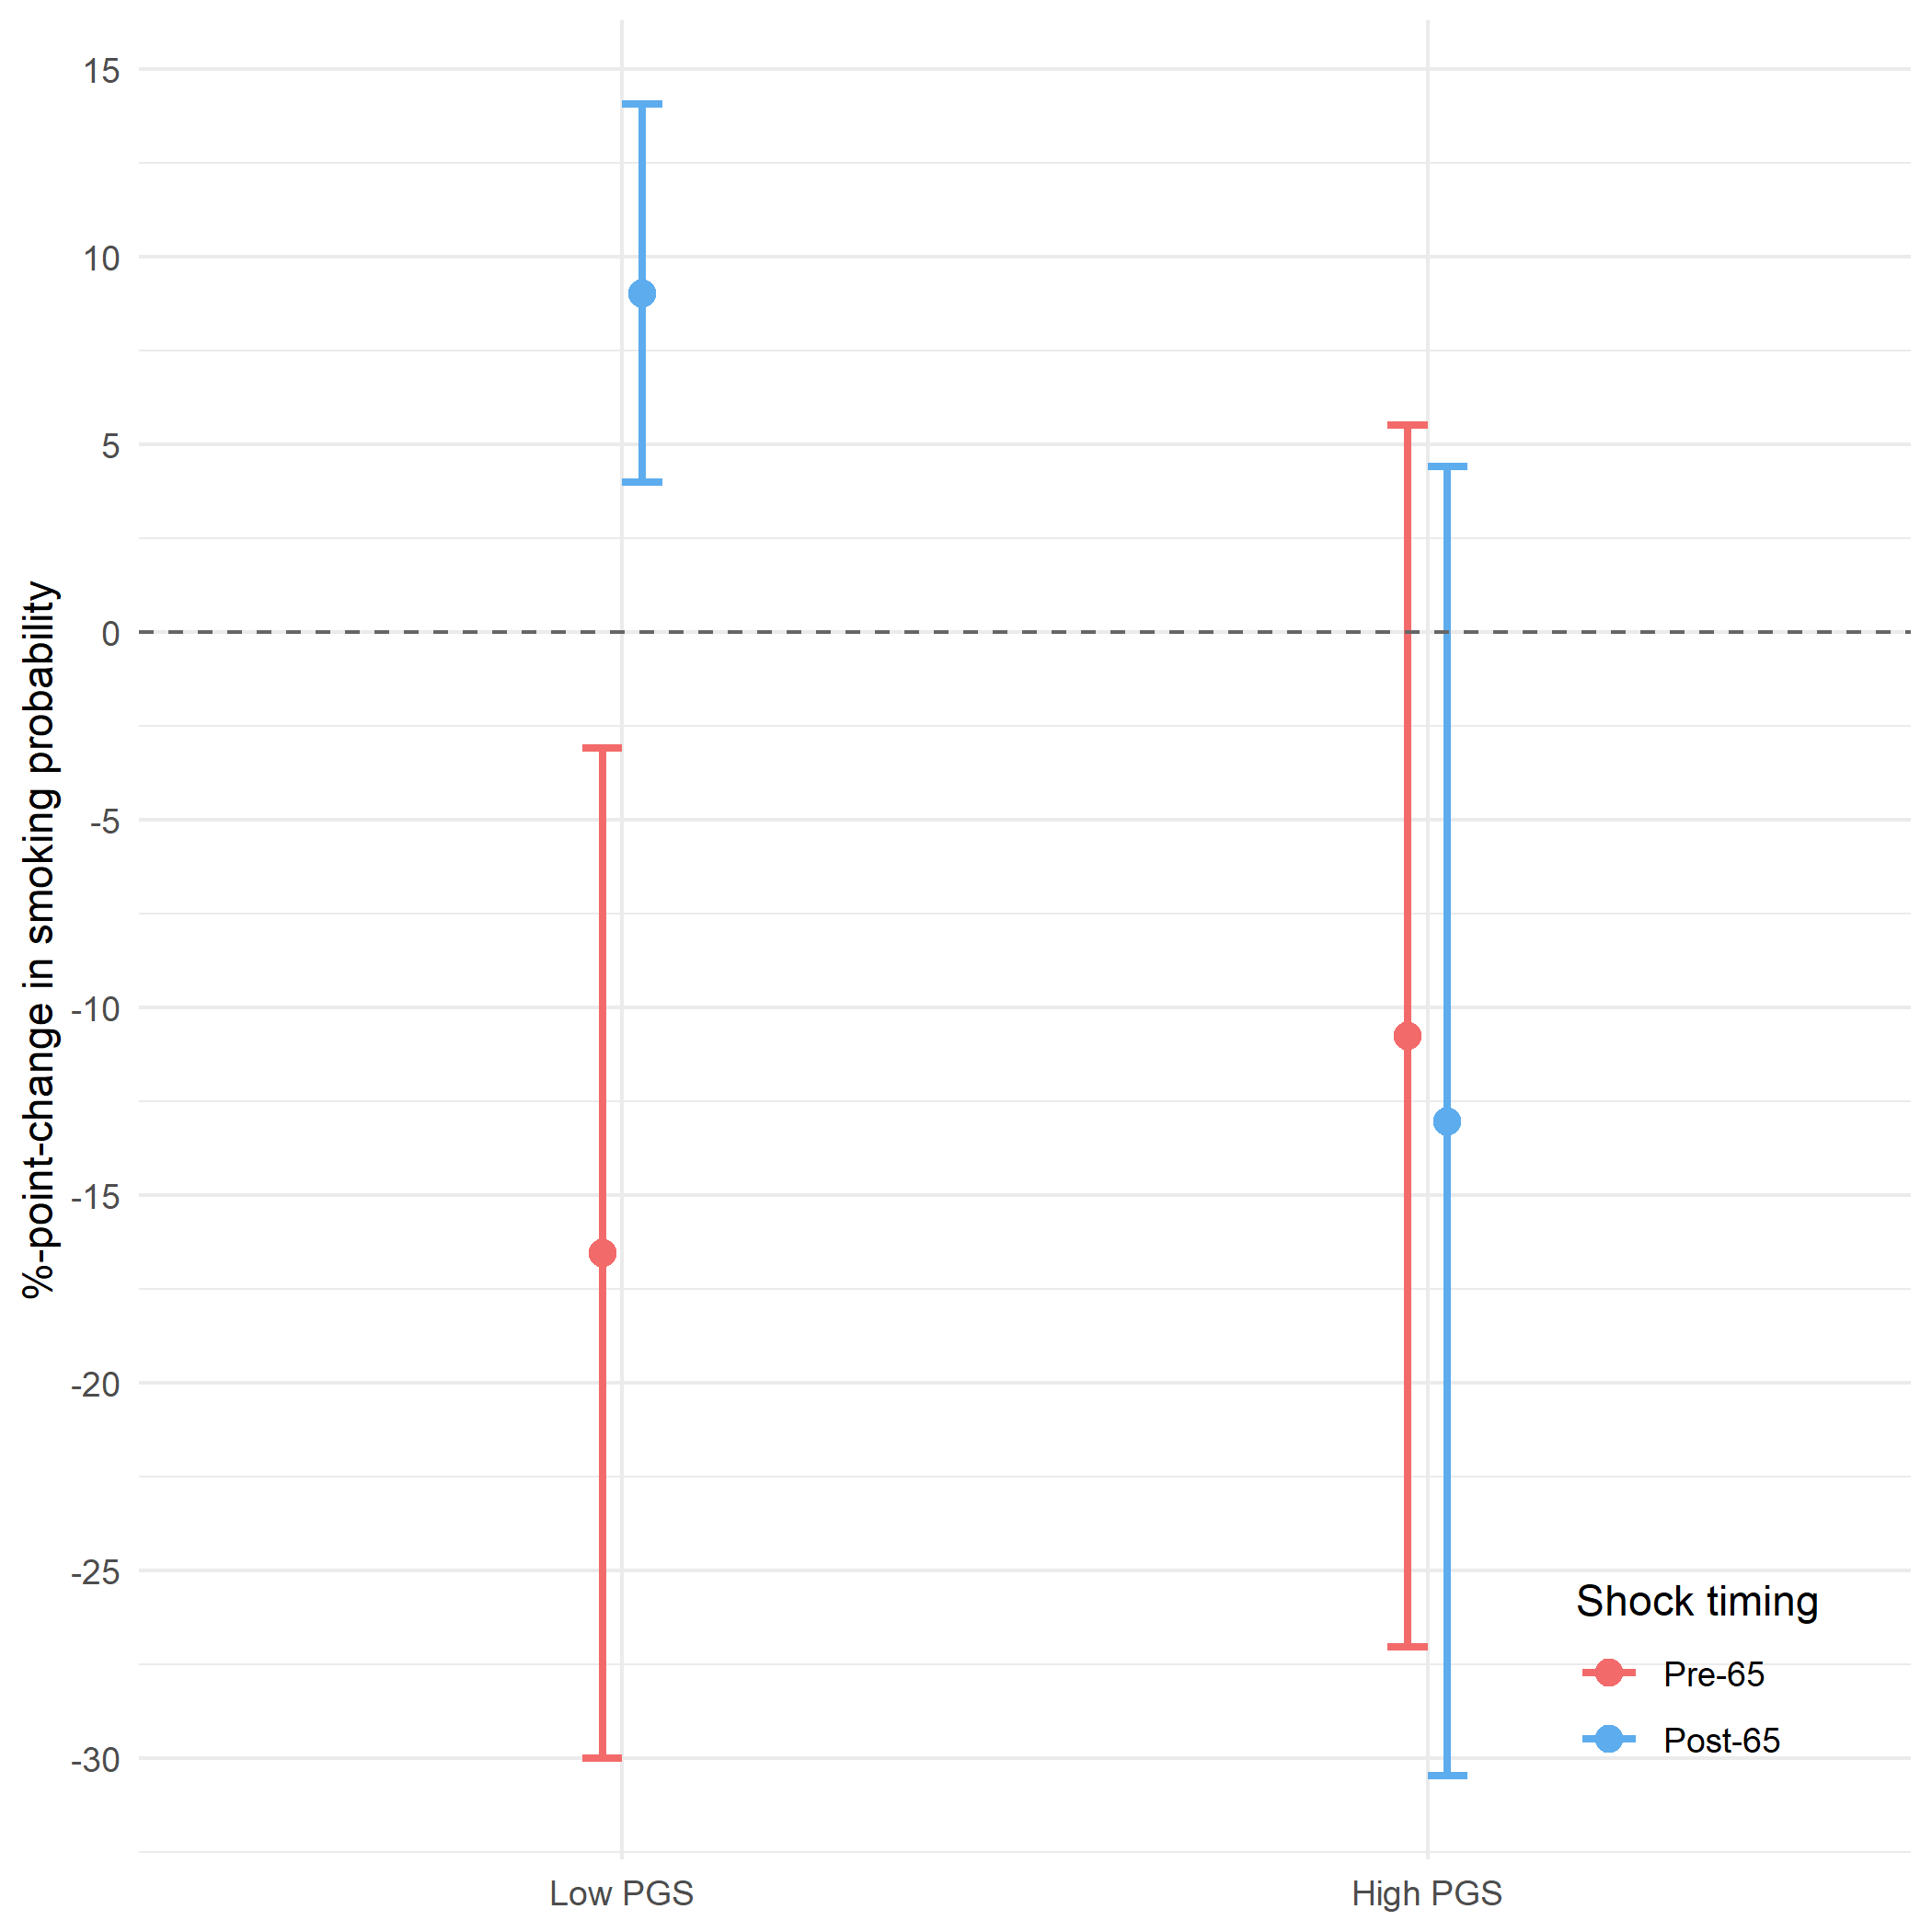 %-point-change in smoking probability
15
10
5
0
-5
-10
-15
-20
-25
-30
Low PGS
High PGS
Shock timing
Pre-65
Post-65